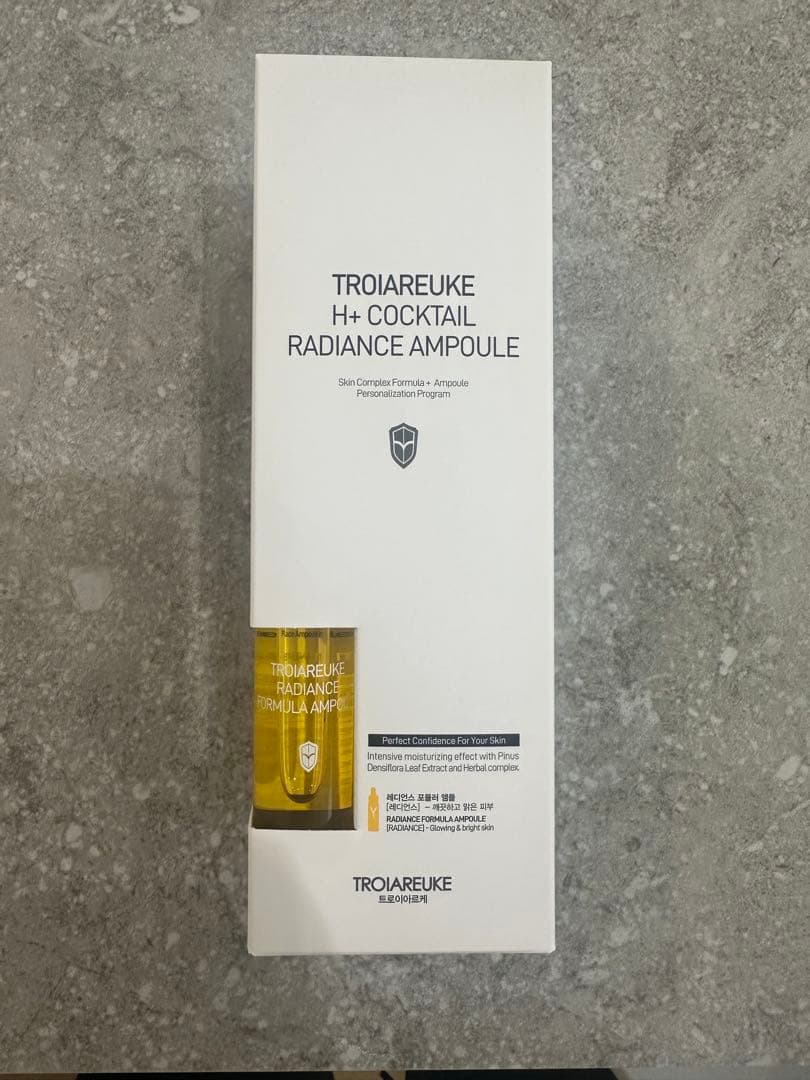 TROIAREUKE
H+ COCKTAIL
RADIANCE AMPOULE
Skin Complex Formula + Ampoule
Personalization Program
TROIAREUKE
RADIANCE
FORMULA
Perfect Confidence For Your Skin
Intensive moisturizing effect with Pinus
Densiflora Leaf Extract and Herbal complex.
레디언스 포뮬러 앰플
[레디언스] - 깨끗하고 맑은 피부
RADIANCE FORMULA AMPOULE
[RADIANCE] - Glowing & bright skin
TROIAREUKE
트로이아르케